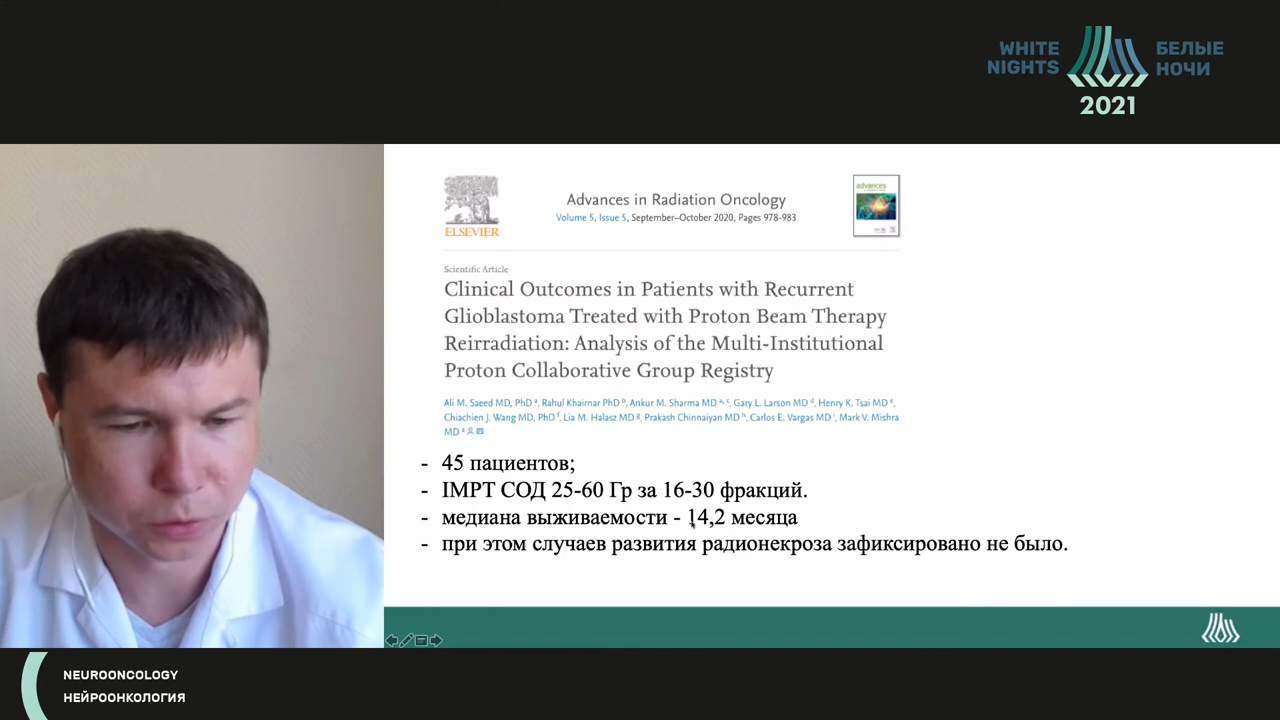 WHITE
NIGHTS
БЕЛЫЕ
НОЧИ
2021
ELSEVIER
Advances in Radiation Oncology
Volume 5, Issue 5, September–October 2020, Pages 978-983
advances
Scientific Article
Clinical Outcomes in Patients with Recurrent
Glioblastoma Treated with Proton Beam Therapy
Reirradiation: Analysis of the Multi-Institutional
Proton Collaborative Group Registry
Ali M. Saeed MD, PhD ᵃ, Rahul Khairnar PhD ᵇ, Ankur M. Sharma MD ᵃ, ᶜ, Gary L. Larson MD ᵈ, Henry K. Tsai MD ᵉ,
Chiachien J. Wang MD, PhD ᶠ, Lia M. Halasz MD ᵍ, Prakash Chinnaiyan MD ʰ, Carlos E. Vargas MD ⁱ, Mark V. Mishra
MD ᵃ
- 45 пациентов;
- IMPT СОД 25-60 Гр за 16-30 фракций.
- медиана выживаемости - 14,2 месяца
- при этом случаев развития радионекроза зафиксировано не было.
NEUROONCOLOGY
НЕЙРООНКОЛОГИЯ